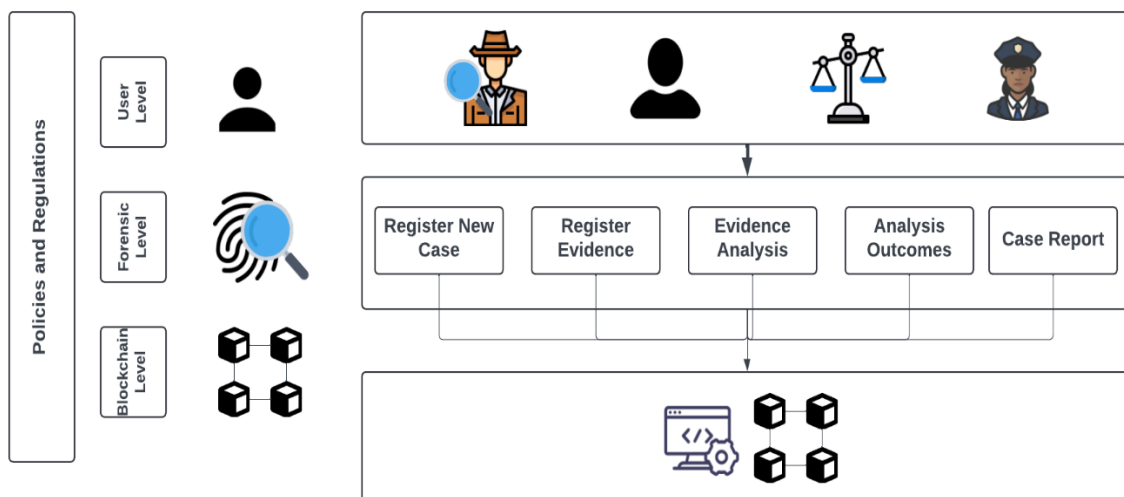 Policies and Regulations
User
Level
Forensic
Level
Blockchain
Level
Register New
Case
Register
Evidence
Evidence
Analysis
Analysis
Outcomes
Case Report
</>